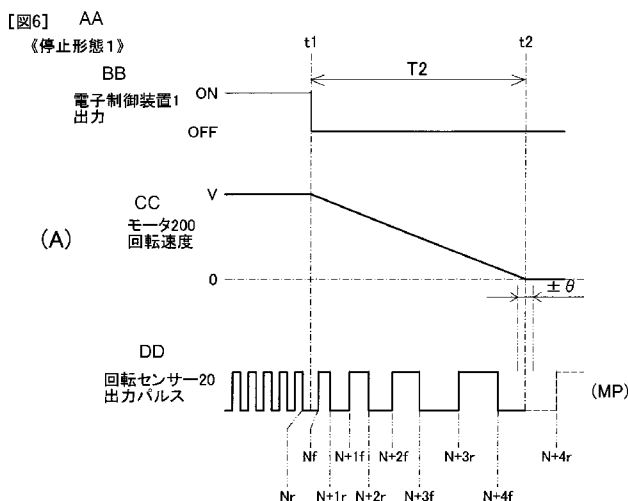 [図6] AA
《停止形態1》
t1
t2
T2
BB
電子制御装置1
出力
ON
OFF
V
CC
モータ200
回転速度
(A)
0
±θ
DD
回転センサー20
出力パルス
(MP)
Nf N+1f N+2f N+3r N+4r
Nr N+1r N+2r N+3f N+4f